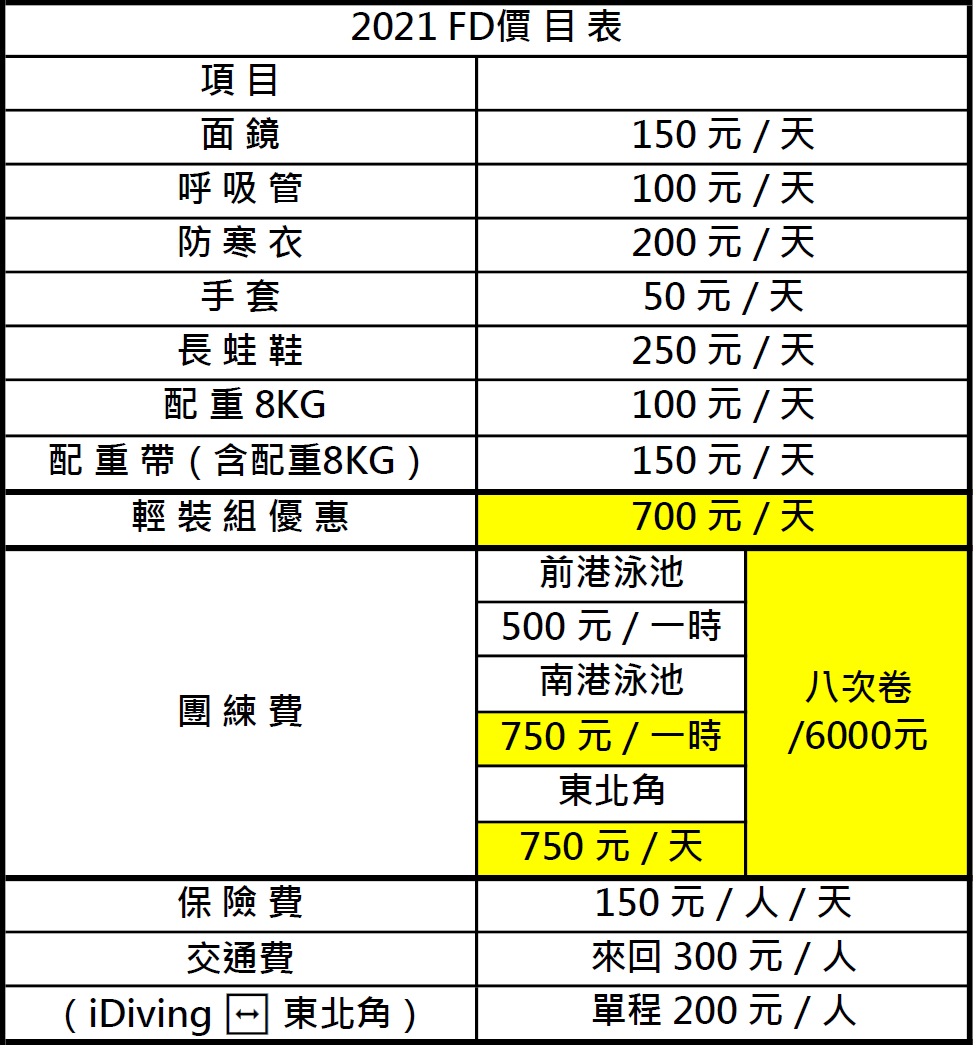 2021 FD價 目 表
項 目
面 鏡 150 元 / 天
呼 吸 管 100 元 / 天
防 寒 衣 200 元 / 天
手 套 50 元 / 天
長 蛙 鞋 250 元 / 天
配 重 8KG 100 元 / 天
配 重 帶 ( 含配重8KG ) 150 元 / 天
輕 裝 組 優 惠 700 元 / 天
團 練 費
前港泳池
500 元 / 一時
南港泳池
750 元 / 一時
東北角
750 元 / 天
八次卷
/6000元
保 險 費 150 元 / 人 / 天
交通費 來回 300 元 / 人
( iDiving ↔ 東北角 ) 單程 200 元 / 人